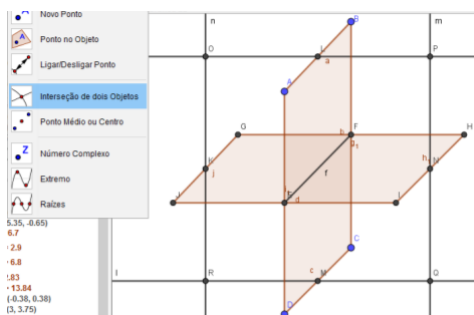 Novo Ponto
Ponto no Objeto
Ligar/Desligar Ponto
Interseção de dois Objetos
Ponto Médio ou Centro
Número Complexo
Extremo
Raízes
5.35, -0.65)
6.7
2.9
6.8
2.83
13.84
(-0.38, 0.38)
(3, 3.75)
n
m
B
O
L
a
P
A
G
b
F
g₁
H
j
f
h
N
I
d
C
l
R
c
M
Q
D